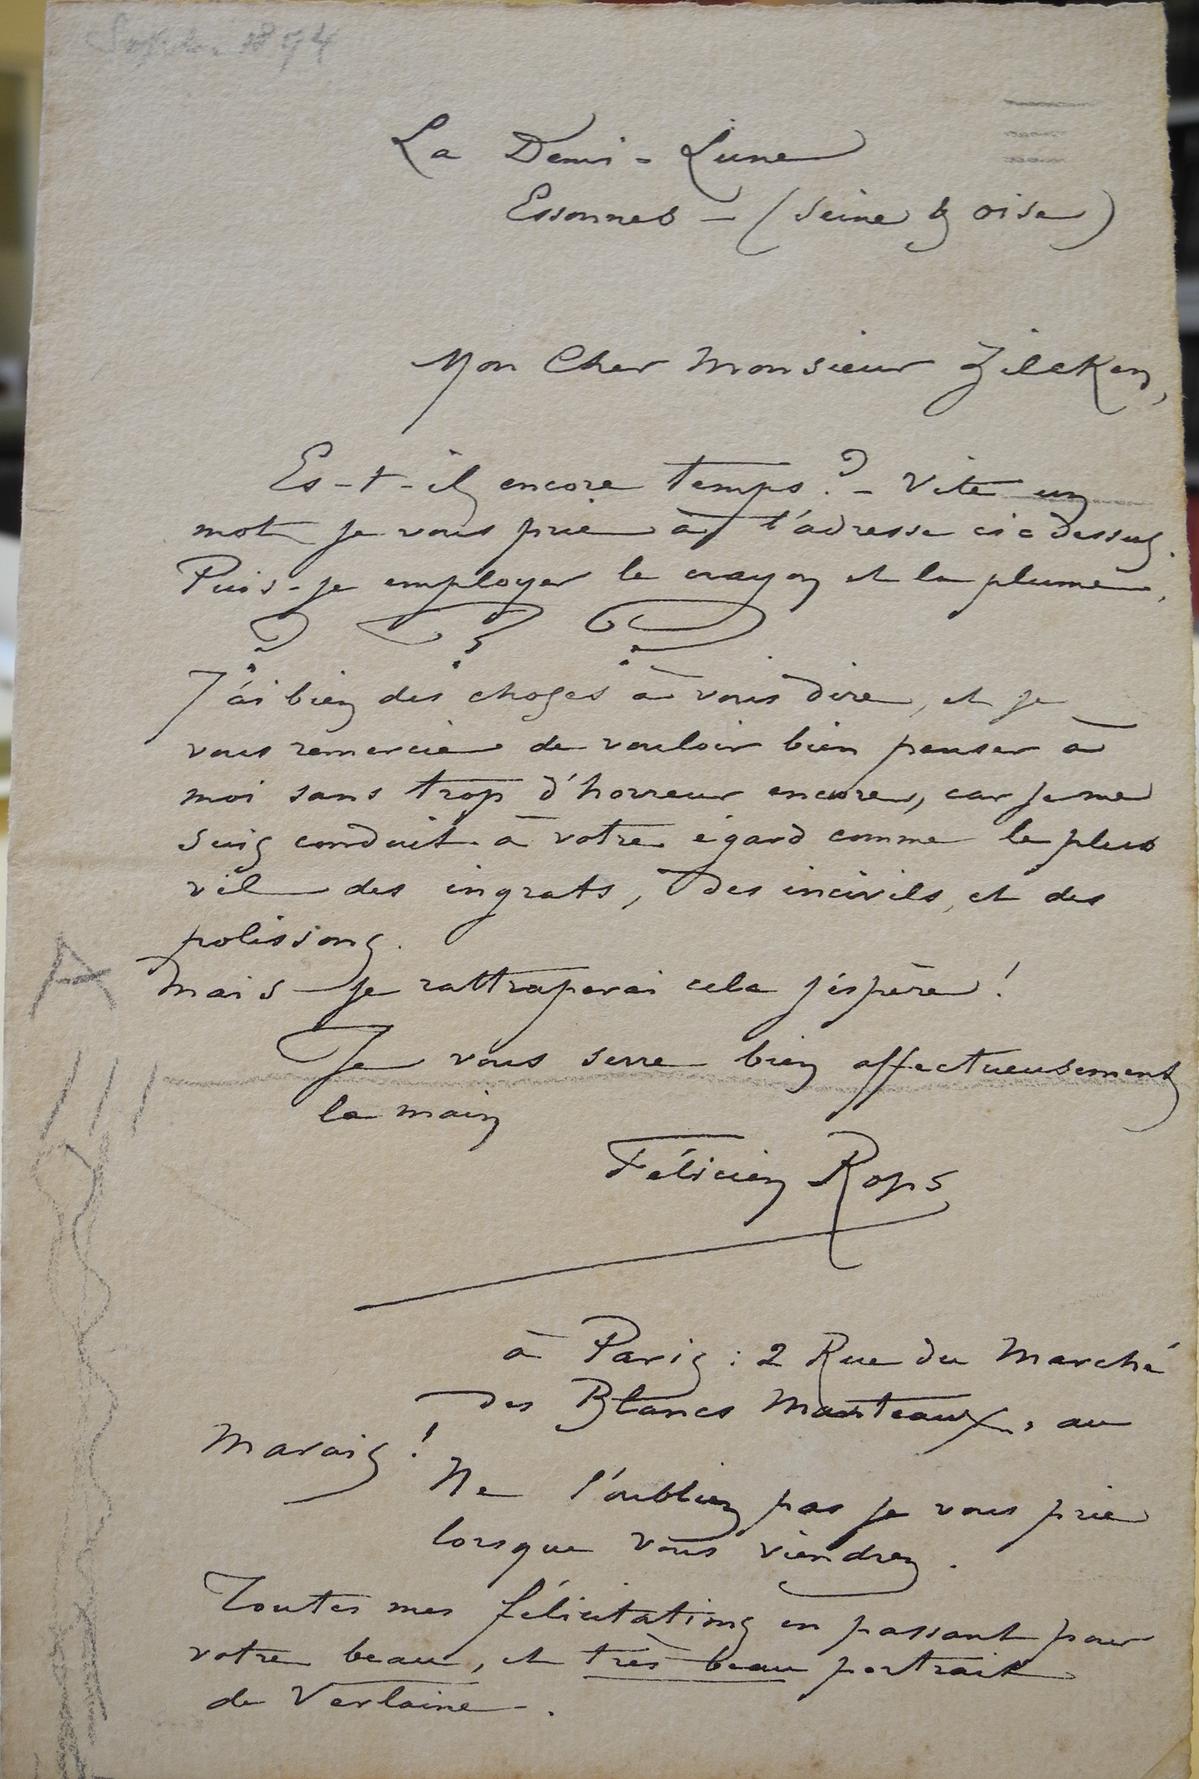 Septbre 1894
La Demi-Lune
Essonnes – (Seine & oise)
Mon Cher Monsieur Zilcken,
Es-t-il encore temps? – Vite un
mot je vous prie à l'adresse ci-dessus.
Puis-je employer le crayon et la plume,
? ? ?
J'ai bien des choses à vous dire, et je
vous remercie de vouloir bien penser à
moi sans trop d'horreur encore, car je me
suis conduit à votre égard comme le plus
vil des ingrats, des incivils, et des
polissons.
Mais je rattraperai cela j'espère!
Je vous serre bien affectueusement
la main
Félicien Rops
à Paris : 2 Rue du Marché
des Blancs Manteaux, au
Marais!
Ne l'oubliez pas je vous prie
lorsque vous viendrez.
Toutes mes félicitations en passant pour
votre beau, et très beau portrait
de Verlaine.
A